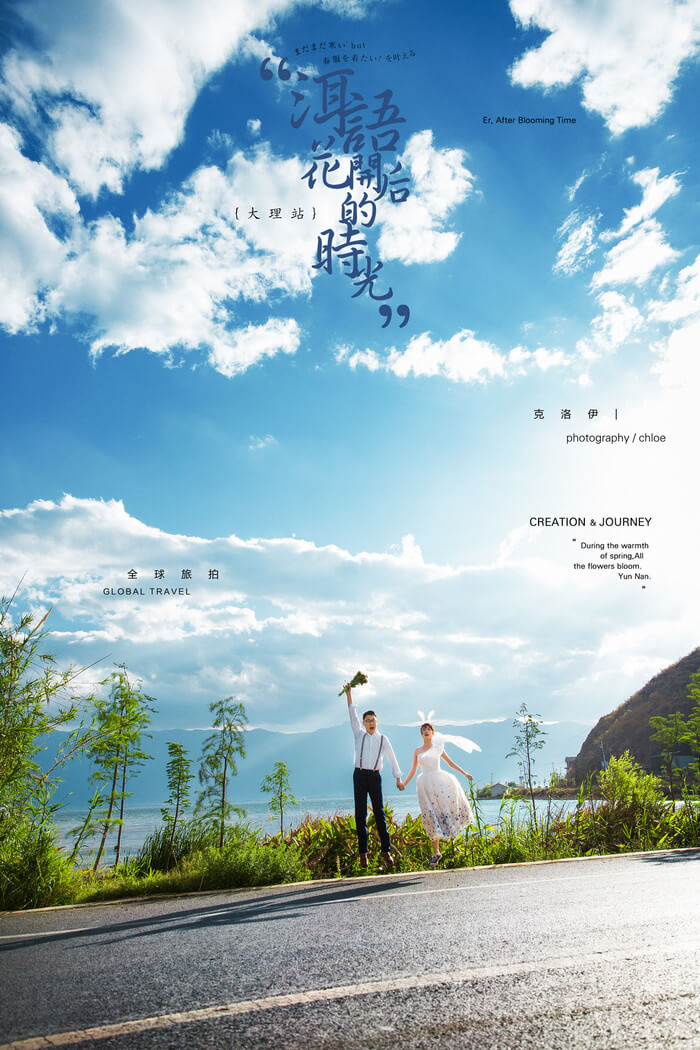 まだまだ寒い but
春服を着たい!を叶える
“洱語
花開后
的
時光”
{大理站}
Er, After Blooming Time
克洛伊|
photography / chloe
CREATION & JOURNEY
" During the warmth
of spring,All
the flowers bloom.
Yun Nan.
"
全球旅拍
GLOBAL TRAVEL